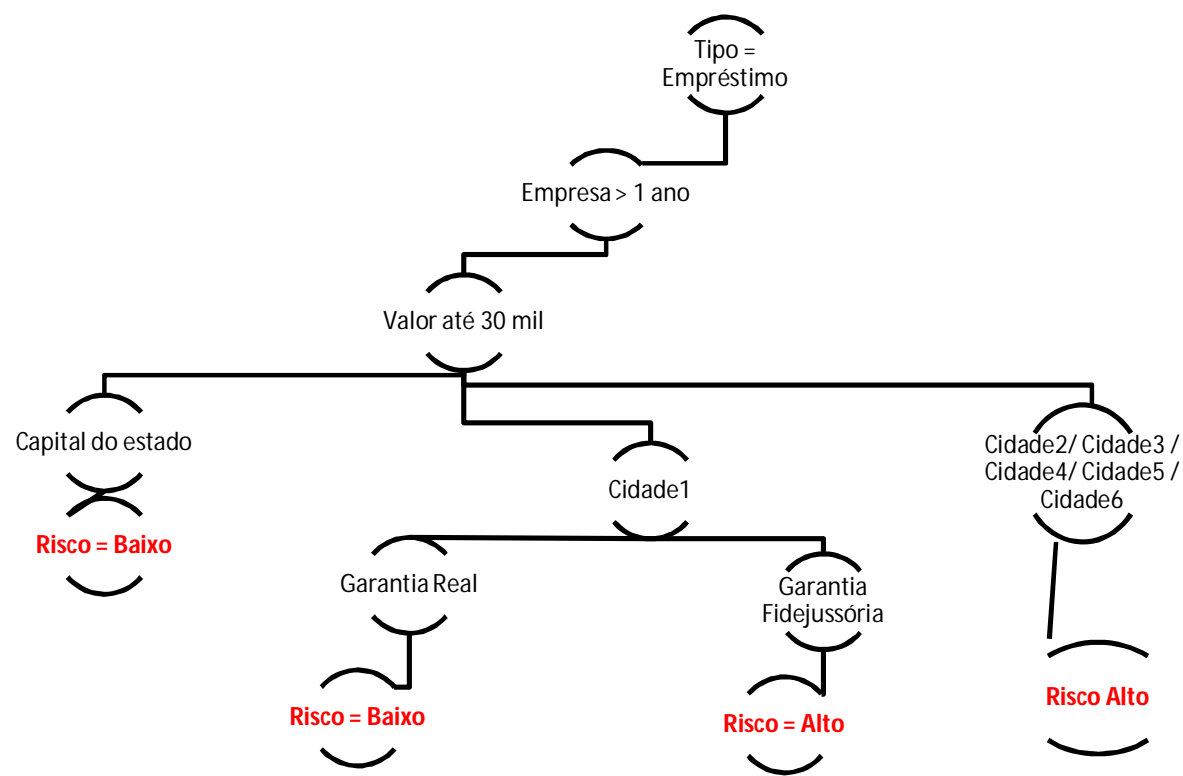 Tipo =
Empréstimo
Empresa > 1 ano
Valor até 30 mil
Capital do estado
Risco = Baixo
Cidade1
Garantia Real
Risco = Baixo
Garantia
Fidejussória
Risco = Alto
Cidade2/ Cidade3 /
Cidade4/ Cidade5 /
Cidade6
Risco Alto